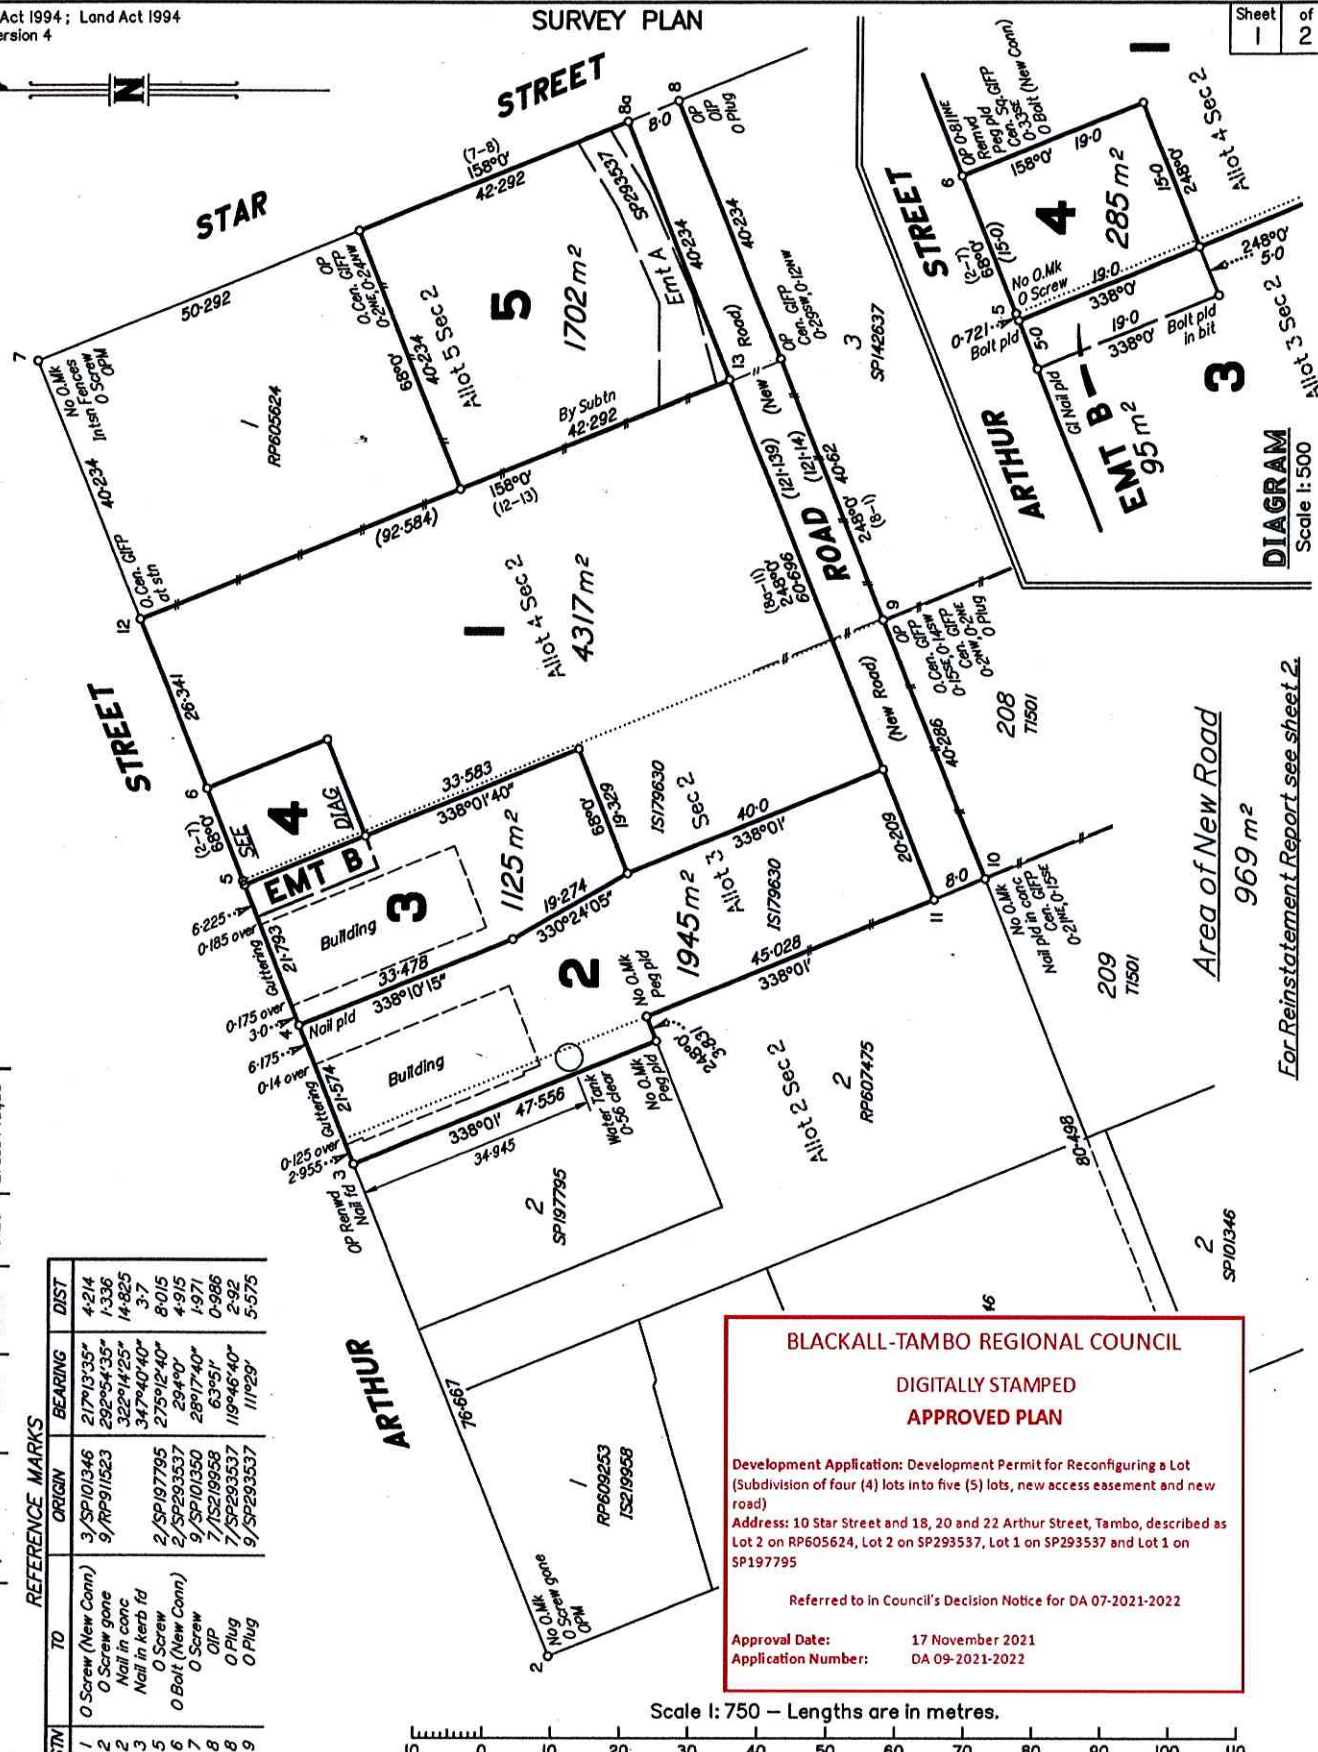 Act 1994; Land Act 1994
ersion 4
SURVEY PLAN
Sheet of
1 2
N
STAR STREET
STREET
ARTHUR
ROAD
7
No O.Mk
Intsn Fences
O Screw
OPM
50·292
1
RP605624
40·234
12
O.Cen. GIFP
at stn
(92·584)
26·341
O.Cen. GIFP
0·2NE, 0·24NW
OP
68°0'
40·234
Allot 5 Sec 2
5
1702 m²
(7-8)
158°0'
42·292
8a
8·0
8
OP
OIP
O Plug
SP293537
Emt A
40·234
40·234
By Subtn
42·292
158°0'
(12-13)
13
(New Road)
OP
Cen. GIFP
0·29SW, 0·12NW
3
SP142637
1
Allot 4 Sec 2
4317 m²
(8a-11)
248°0'
60·696
(121·139)
(121·14)
40·62
248°0'
(8-1)
9
OP
O.Cen. GIFP
0·15SE, 0·14SW
Cen. GIFP
0·2NW, 0·2NE
O Plug
(New Road)
40·286
208
TI501
6
(2-7)
68°0'
SEE
4
DIAG
5
EMT B
33·583
338°01'40"
1125 m²
3
68°0'
19·329
IS179630
Sec 2
40·0
338°01'
Allot 3
IS179630
20·209
6·225
0·185 over
Guttering
21·793
Building
33·478
338°10'15"
19·274
330°24'05"
2
1945 m²
45·028
338°01'
8·0
10
11
No O.Mk
Nail pld in conc
Cen. GIFP
0·21NE, 0·15SE
209
TI501
0·175 over
3·0
4
Nail pld
6·175
0·14 over
Guttering
21·574
Building
0·125 over
2·955
3
OP Renwd
Nail fd
338°01'
47·556
34·945
Water Tank
0·56 clear
No O.Mk
Peg pld
No O.Mk
Peg pld
248°0'
3·831
Allot 2 Sec 2
2
RP607475
2
SP197795
80·498
2
SP101346
ARTHUR
76·667
1
RP609253
IS219958
2
No O.Mk
O Screw gone
OPM
Area of New Road
969 m²
For Reinstatement Report see sheet 2.
STREET
ARTHUR
6
OP 0·81NE
Remvd
Peg pld
Cen. Sq. GIFP
0·33SE
O Bolt (New Conn)
158°0'
19·0
1
4
285 m²
15·0
248°0'
Allot 4 Sec 2
(2-7)
68°0'
(15·0)
No O.Mk
O Screw
5
0·721
Bolt pld
19·0
338°0'
5·0
GI Nail pld
19·0
338°0'
Bolt pld
in bit
248°0'
5·0
EMT B
95 m²
3
Allot 3 Sec 2
DIAGRAM
Scale 1:500
REFERENCE MARKS
STN TO ORIGIN BEARING DIST
1 O Screw (New Conn) 3/SP101346 217°13'35" 4·214
2 O Screw gone 9/RP911523 292°54'35" 1·336
2 Nail in conc 322°14'25" 14·825
3 Nail in kerb fd 347°40'40" 3·7
5 O Screw 2/SP197795 275°12'40" 8·015
6 O Bolt (New Conn) 2/SP293537 294°0' 4·915
7 O Screw 9/SP101350 28°17'40" 1·971
8 OIP 7/IS219958 63°51' 0·986
8 O Plug 7/SP293537 119°46'40" 2·92
9 O Plug 9/SP293537 111°29' 5·575
BLACKALL-TAMBO REGIONAL COUNCIL
DIGITALLY STAMPED
APPROVED PLAN
Development Application: Development Permit for Reconfiguring a Lot
(Subdivision of four (4) lots into five (5) lots, new access easement and new
road)
Address: 10 Star Street and 18, 20 and 22 Arthur Street, Tambo, described as
Lot 2 on RP605624, Lot 2 on SP293537, Lot 1 on SP293537 and Lot 1 on
SP197795
Referred to in Council's Decision Notice for DA 07-2021-2022
Approval Date: 17 November 2021
Application Number: DA 09-2021-2022
Scale 1:750 – Lengths are in metres.
10 0 10 20 30 40 50 60 70 80 90 100 110